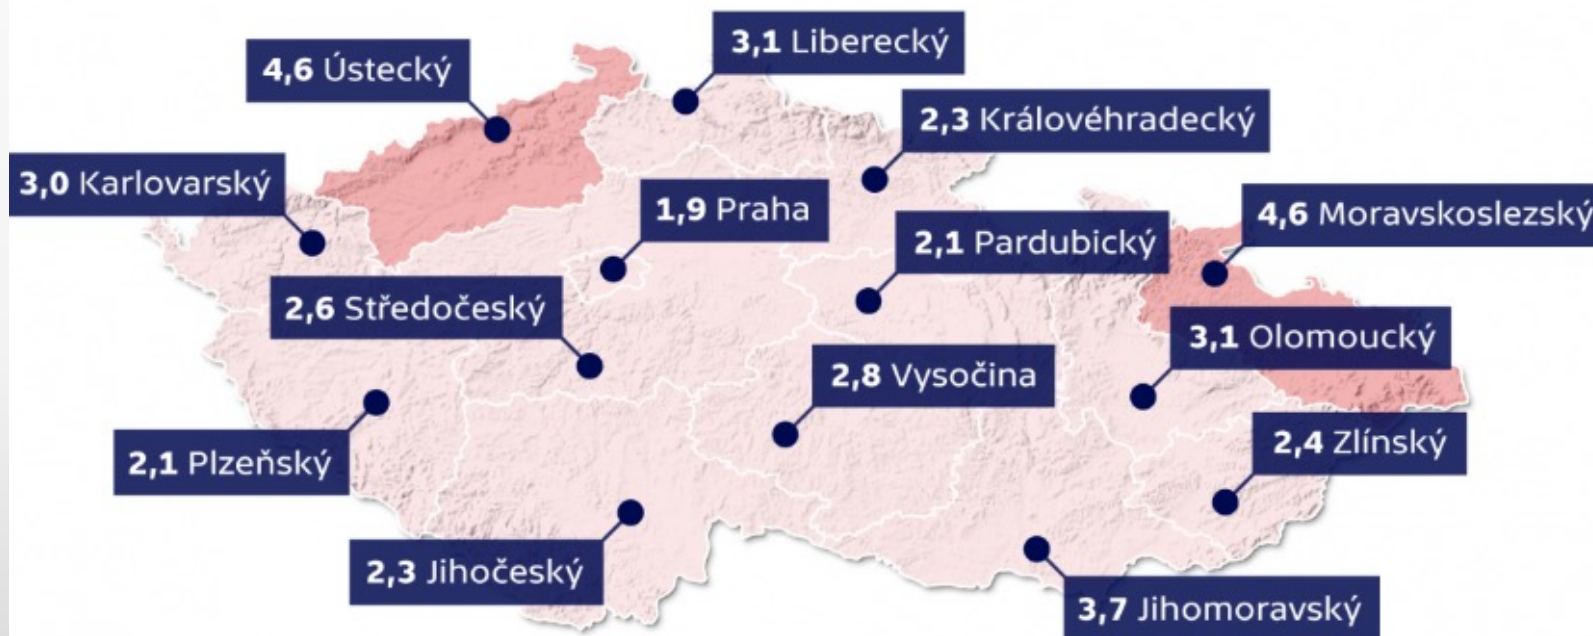 3,1 Liberecký
4,6 Ústecký
2,3 Královéhradecký
3,0 Karlovarský
1,9 Praha
4,6 Moravskoslezský
2,1 Pardubický
2,6 Středočeský
3,1 Olomoucký
2,8 Vysočina
2,4 Zlínský
2,1 Plzeňský
2,3 Jihočeský
3,7 Jihomoravský